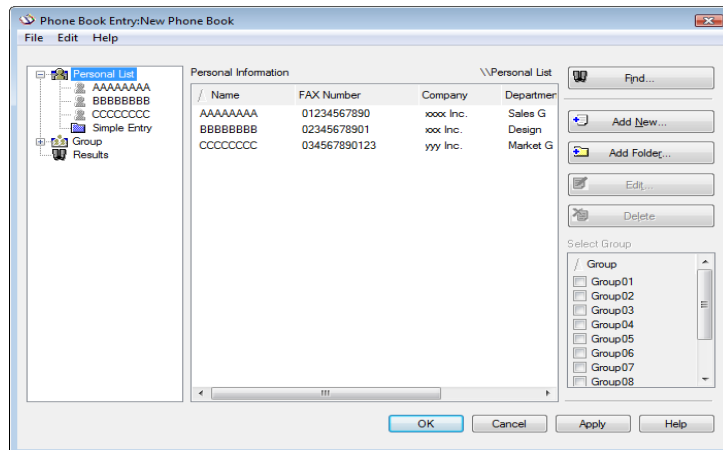 Phone Book Entry:New Phone Book
File Edit Help
Personal List
AAAAAAAA
BBBBBBBB
CCCCCCCC
Simple Entry
Group
Results
Personal Information \\Personal List
/ Name FAX Number Company Departmen
AAAAAAAA 01234567890 xxxx Inc. Sales G
BBBBBBBB 02345678901 xxx Inc. Design
CCCCCCCC 034567890123 yyy Inc. Market G
Find...
Add New...
Add Folder...
Edit...
Delete
Select Group
/ Group
Group01
Group02
Group03
Group04
Group05
Group06
Group07
Group08
OK Cancel Apply Help